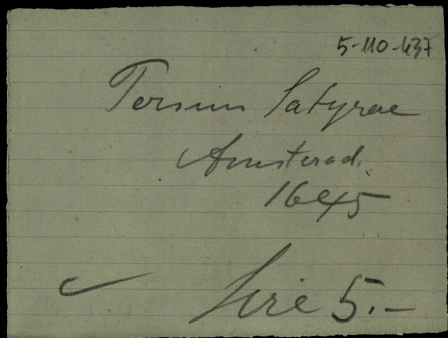 5-110-437
Persius Satyrae
Amsterod.
1645
Lire 5.-